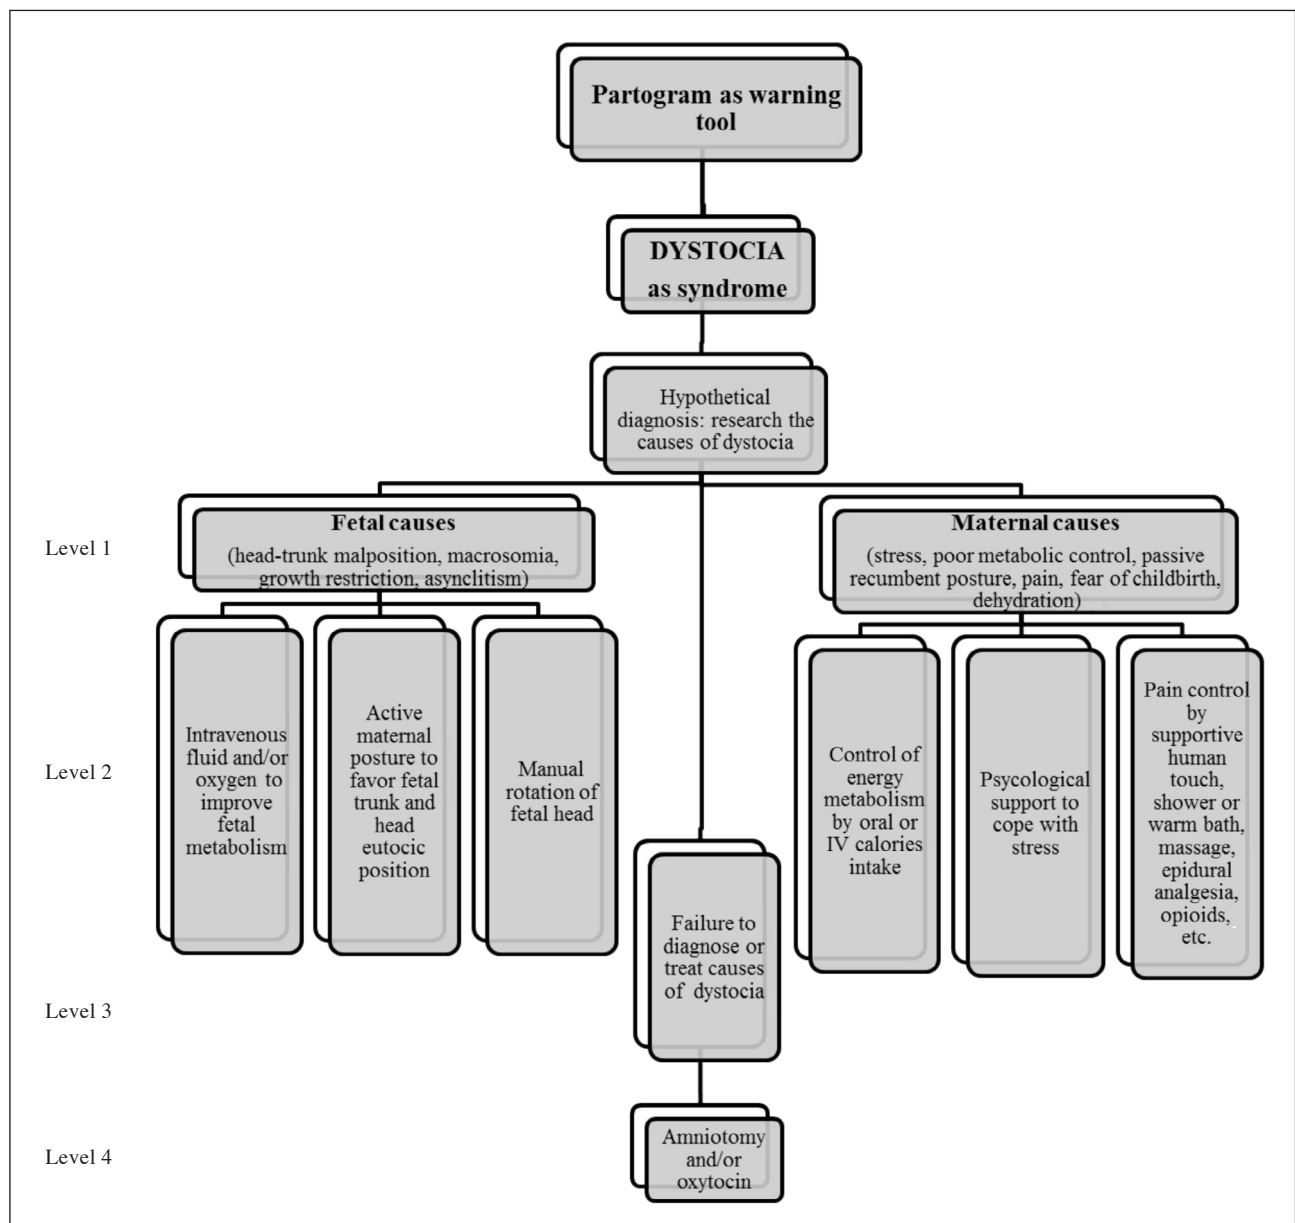 Partogram as warning
tool
DYSTOCIA
as syndrome
Hypothetical
diagnosis: research the
causes of dystocia
Level 1
Fetal causes
(head-trunk malposition, macrosomia,
growth restriction, asynclitism)
Maternal causes
(stress, poor metabolic control, passive
recumbent posture, pain, fear of childbirth,
dehydration)
Level 2
Intravenous
fluid and/or
oxygen to
improve
fetal
metabolism
Active
maternal
posture to
favor fetal
trunk and
head
eutocic
position
Manual
rotation of
fetal head
Control of
energy
metabolism
by oral or
IV calories
intake
Psycological
support to
cope with
stress
Pain control
by
supportive
human
touch,
shower or
warm bath,
massage,
epidural
analgesia,
opioids,
etc.
Level 3
Failure to
diagnose or
treat causes
of dystocia
Level 4
Amniotomy
and/or
oxytocin